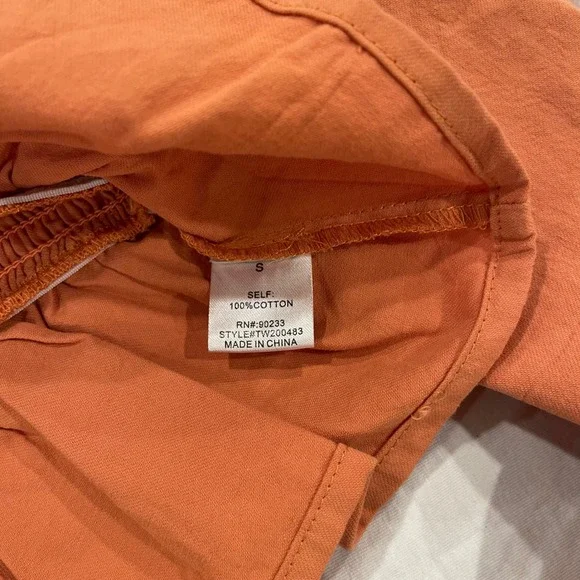 S
SELF:
100%COTTON
RN#:90233
STYLE#TW200483
MADE IN CHINA